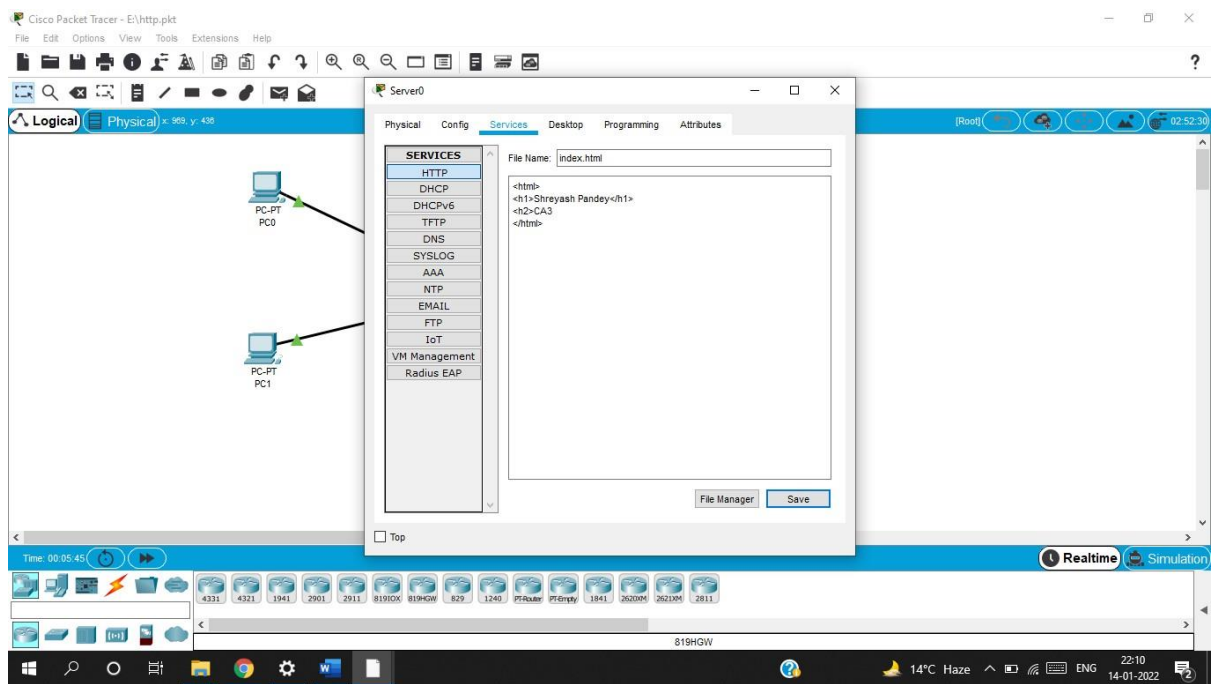 Cisco Packet Tracer - E:\http.pkt
File Edit Options View Tools Extensions Help
?
Server0
Logical Physical x: 969, y: 436
[Root] 02:52:30
Physical Config Services Desktop Programming Attributes
SERVICES
HTTP
DHCP
DHCPv6
TFTP
DNS
SYSLOG
AAA
NTP
EMAIL
FTP
IoT
VM Management
Radius EAP
File Name: index.html
<html>
<h1>Shreyash Pandey</h1>
<h2>CA3
</html>
File Manager Save
Top
PC-PT
PC0
PC-PT
PC1
Time: 00:05:45
Realtime Simulation
4331 4321 1941 2901 2911 819IOX 819HGW 829 1240 PT-Router PT-Empty 1841 2620XM 2621XM 2811
819HGW
14°C Haze ENG 22:10
14-01-2022
2